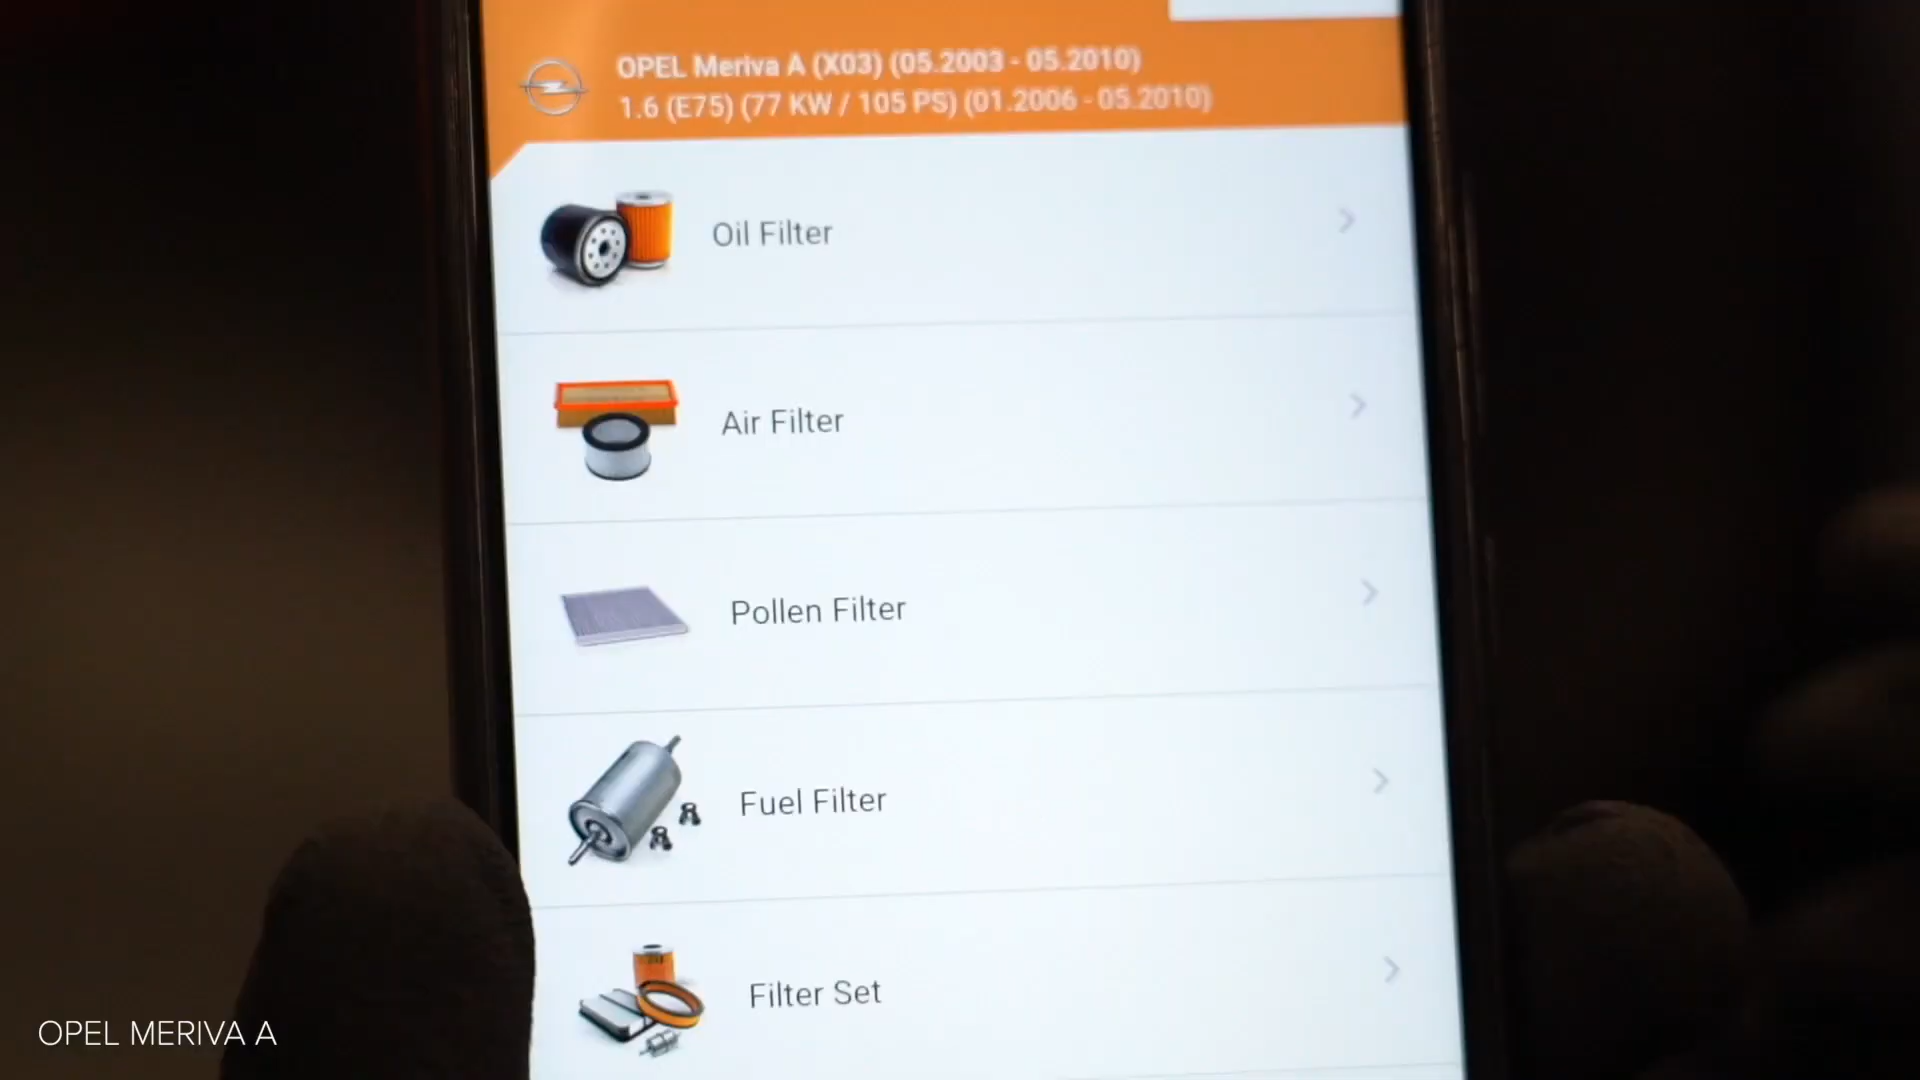 OPEL Meriva A (X03) (05.2003 - 05.2010)
1.6 (E75) (77 KW / 105 PS) (01.2006 - 05.2010)
Oil Filter
Air Filter
Pollen Filter
Fuel Filter
Filter Set
OPEL MERIVA A